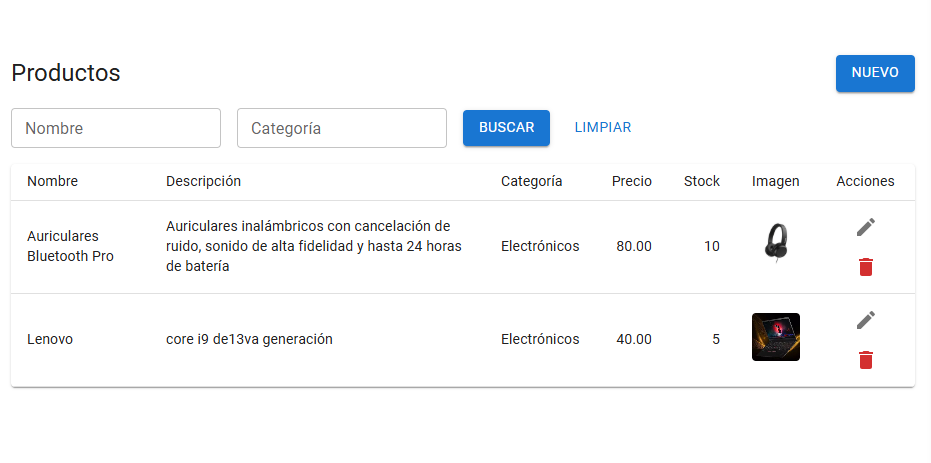 Productos
NUEVO
Nombre
Categoría
BUSCAR
LIMPIAR
Nombre Descripción Categoría Precio Stock Imagen Acciones
Auriculares Bluetooth Pro
Auriculares inalámbricos con cancelación de
ruido, sonido de alta fidelidad y hasta 24 horas
de batería
Electrónicos 80.00 10
Lenovo core i9 de13va generación Electrónicos 40.00 5